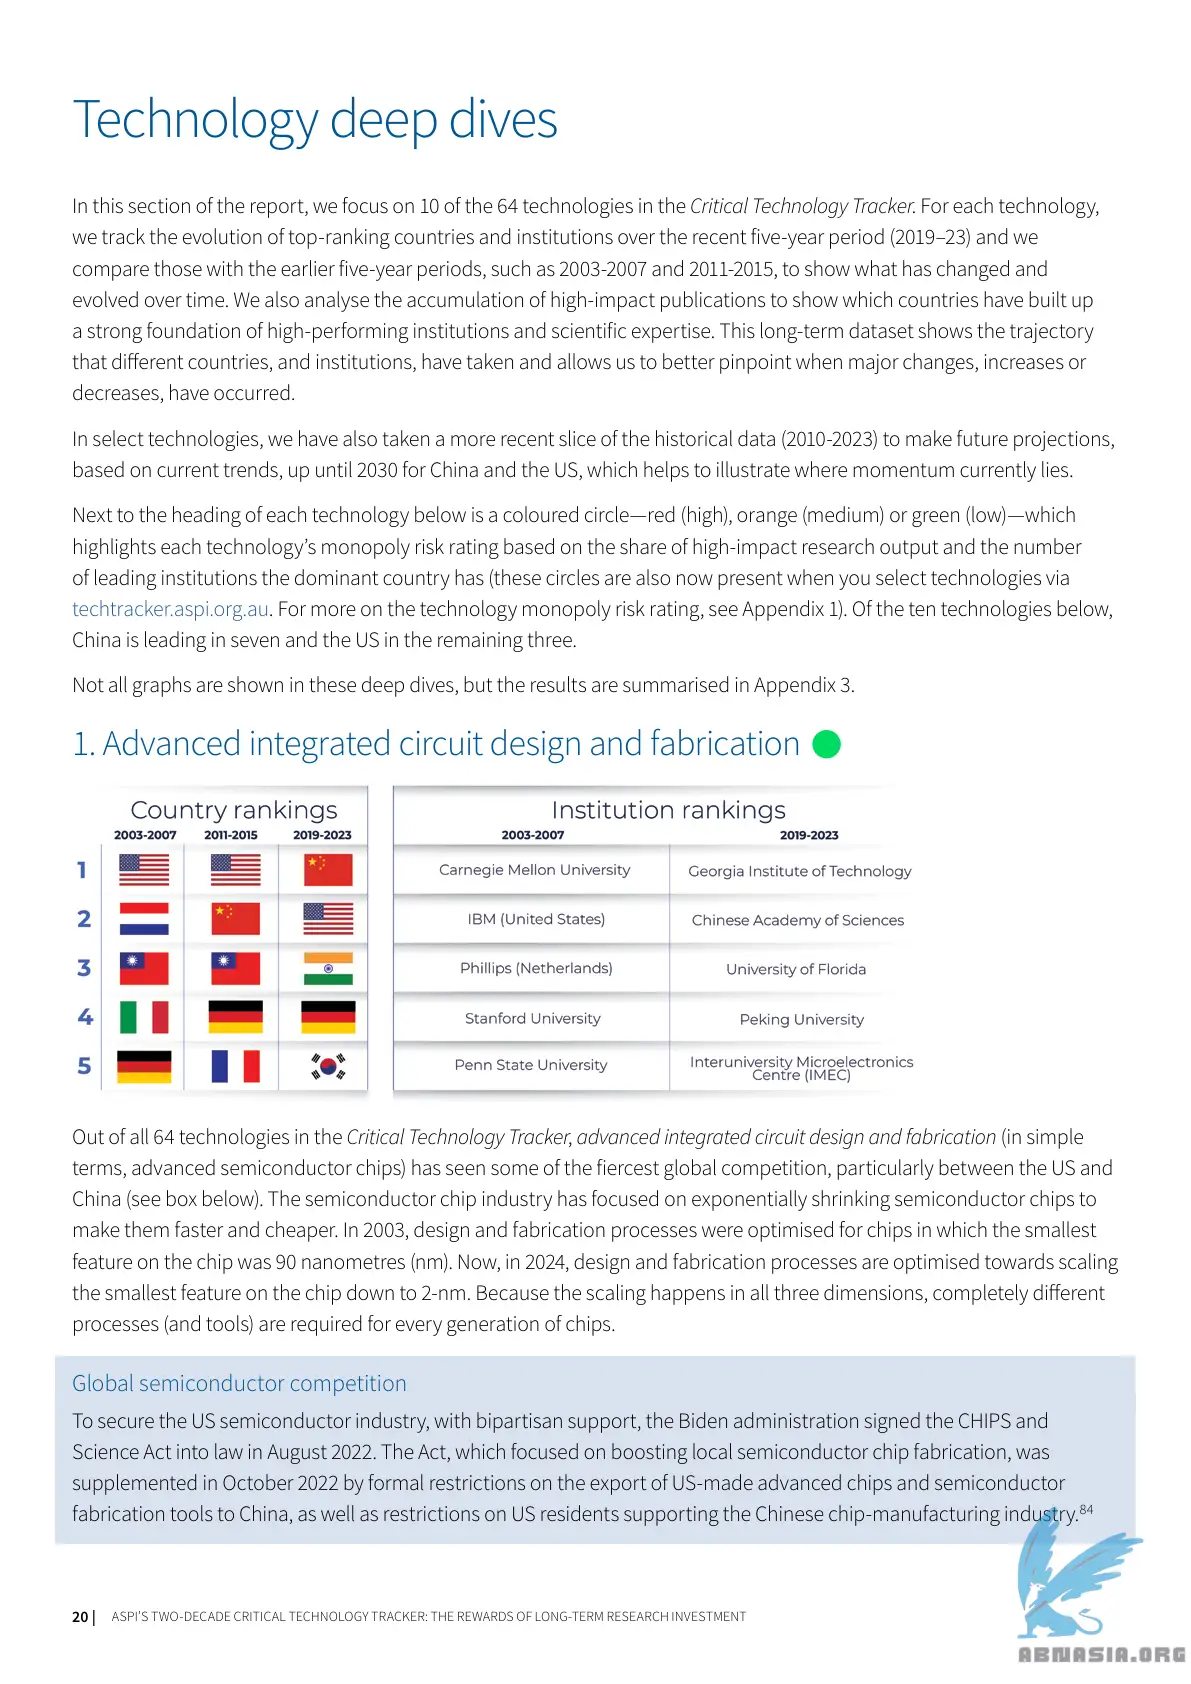 Technology deep dives
In this section of the report, we focus on 10 of the 64 technologies in the Critical Technology Tracker. For each technology,
we track the evolution of top-ranking countries and institutions over the recent five-year period (2019–23) and we
compare those with the earlier five-year periods, such as 2003-2007 and 2011-2015, to show what has changed and
evolved over time. We also analyse the accumulation of high-impact publications to show which countries have built up
a strong foundation of high-performing institutions and scientific expertise. This long-term dataset shows the trajectory
that different countries, and institutions, have taken and allows us to better pinpoint when major changes, increases or
decreases, have occurred.
In select technologies, we have also taken a more recent slice of the historical data (2010-2023) to make future projections,
based on current trends, up until 2030 for China and the US, which helps to illustrate where momentum currently lies.
Next to the heading of each technology below is a coloured circle—red (high), orange (medium) or green (low)—which
highlights each technology’s monopoly risk rating based on the share of high-impact research output and the number
of leading institutions the dominant country has (these circles are also now present when you select technologies via
techtracker.aspi.org.au. For more on the technology monopoly risk rating, see Appendix 1). Of the ten technologies below,
China is leading in seven and the US in the remaining three.
Not all graphs are shown in these deep dives, but the results are summarised in Appendix 3.
1. Advanced integrated circuit design and fabrication
Country rankings
2003-2007 2011-2015 2019-2023
1
2
3
4
5
Institution rankings
2003-2007 2019-2023
Carnegie Mellon University Georgia Institute of Technology
IBM (United States) Chinese Academy of Sciences
Phillips (Netherlands) University of Florida
Stanford University Peking University
Penn State University Interuniversity Microelectronics
Centre (IMEC)
Out of all 64 technologies in the Critical Technology Tracker, advanced integrated circuit design and fabrication (in simple
terms, advanced semiconductor chips) has seen some of the fiercest global competition, particularly between the US and
China (see box below). The semiconductor chip industry has focused on exponentially shrinking semiconductor chips to
make them faster and cheaper. In 2003, design and fabrication processes were optimised for chips in which the smallest
feature on the chip was 90 nanometres (nm). Now, in 2024, design and fabrication processes are optimised towards scaling
the smallest feature on the chip down to 2-nm. Because the scaling happens in all three dimensions, completely different
processes (and tools) are required for every generation of chips.
Global semiconductor competition
To secure the US semiconductor industry, with bipartisan support, the Biden administration signed the CHIPS and
Science Act into law in August 2022. The Act, which focused on boosting local semiconductor chip fabrication, was
supplemented in October 2022 by formal restrictions on the export of US-made advanced chips and semiconductor
fabrication tools to China, as well as restrictions on US residents supporting the Chinese chip-manufacturing industry.84
20 | ASPI’S TWO-DECADE CRITICAL TECHNOLOGY TRACKER: THE REWARDS OF LONG-TERM RESEARCH INVESTMENT
ABNASIA.ORG